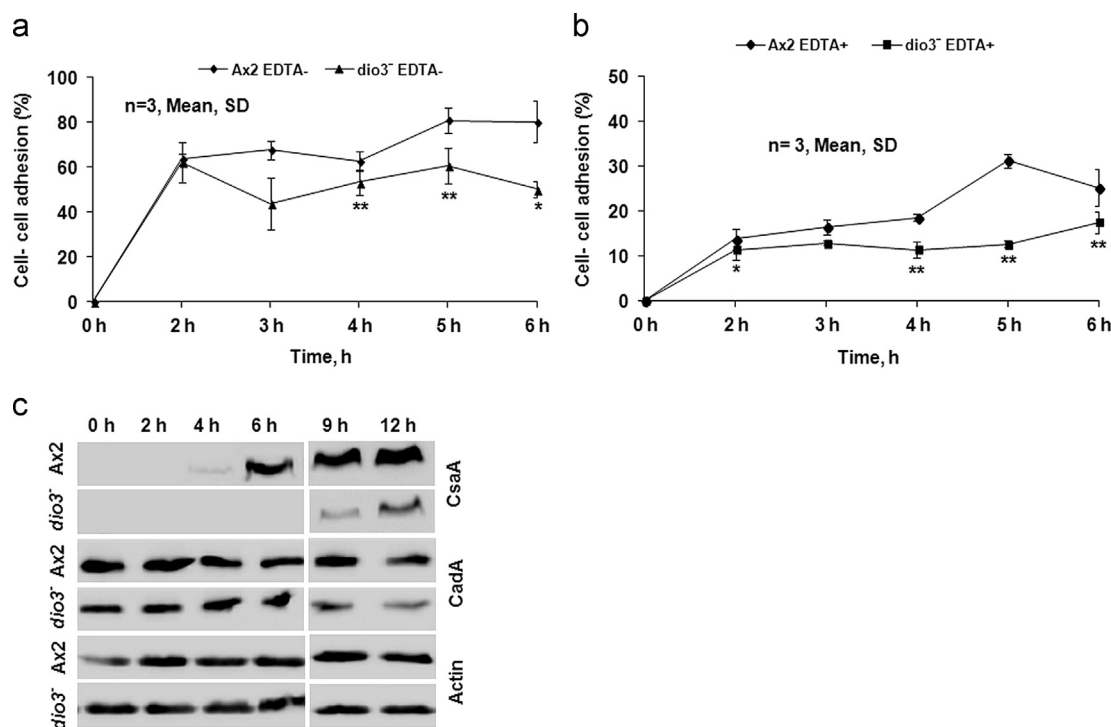 a
Ax2 EDTA- dio3⁻ EDTA-
n=3, Mean, SD
Cell- cell adhesion (%)
100
80
60
40
20
0
0 h 2 h 3 h 4 h 5 h 6 h
Time, h
** ** *
b
Ax2 EDTA+ dio3⁻ EDTA+
n= 3, Mean, SD
Cell- cell adhesion (%)
50
40
30
20
10
0
0 h 2 h 3 h 4 h 5 h 6 h
Time, h
* ** ** **
c
0 h 2 h 4 h 6 h 9 h 12 h
Ax2
dio3⁻
CsaA
Ax2
dio3⁻
CadA
Ax2
dio3⁻
Actin